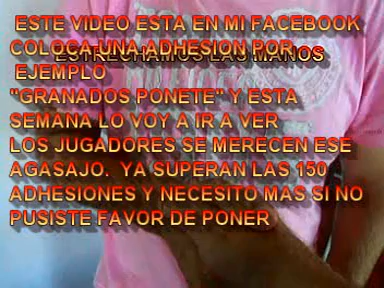 ESTE VIDEO ESTA EN MI FACEBOOK
COLOCA UNA ADHESION POR
ESTRECHAMOS LAS MANOS
EJEMPLO
"GRANADOS PONETE" Y ESTA
SEMANA LO VOY A IR A VER
LOS JUGADORES SE MERECEN ESE
AGASAJO. YA SUPERAN LAS 150
ADHESIONES Y NECESITO MAS SI NO
PUSISTE FAVOR DE PONER